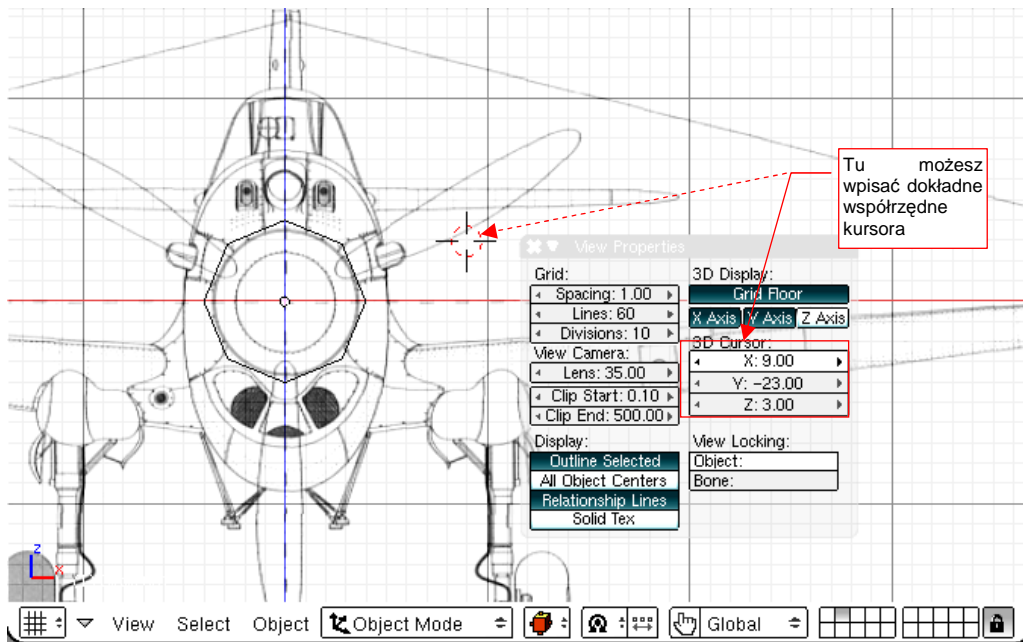 Tu możesz
wpisać dokładne
współrzędne
kursora
View Properties
Grid:
Spacing: 1.00
Lines: 60
Divisions: 10
View Camera:
Lens: 35.00
Clip Start: 0.10
Clip End: 500.00
Display:
Outline Selected
All Object Centers
Relationship Lines
Solid Tex
3D Display:
Grid Floor
X Axis Y Axis Z Axis
3D Cursor:
X: 9.00
Y: -23.00
Z: 3.00
View Locking:
Object:
Bone:
z
x
View Select Object Object Mode Global